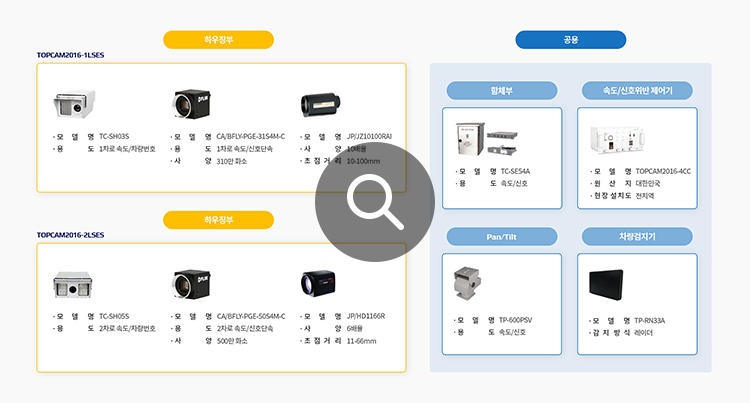 하우징부
TOPCAM2016-1LSES
· 모 델 명 TC-SH03S
· 용 도 1차로 속도/차량번호
FLIR
· 모 델 명 CA/BFLY-PGE-31S4M-C
· 용 도 1차로 속도/신호단속
· 사 양 310만 화소
· 모 델 명 JP/JZ10100RAI
· 사 양 10배율
· 초점거리 10-100mm
하우징부
TOPCAM2016-2LSES
· 모 델 명 TC-SH05S
· 용 도 2차로 속도/차량번호
FLIR
· 모 델 명 CA/BFLY-PGE-50S4M-C
· 용 도 2차로 속도/신호단속
· 사 양 500만 화소
· 모 델 명 JP/HD1166R
· 사 양 6배율
· 초점거리 11-66mm
공용
함체부
· 모 델 명 TC-SES4A
· 용 도 속도/신호
속도/신호위반 제어기
· 모 델 명 TOPCAM2016-4CC
· 원 산 지 대한민국
· 현장설치도 전지역
Pan/Tilt
· 모 델 명 TP-600PSV
· 용 도 속도/신호
차량검지기
· 모 델 명 TP-RN33A
· 감지방식 레이더